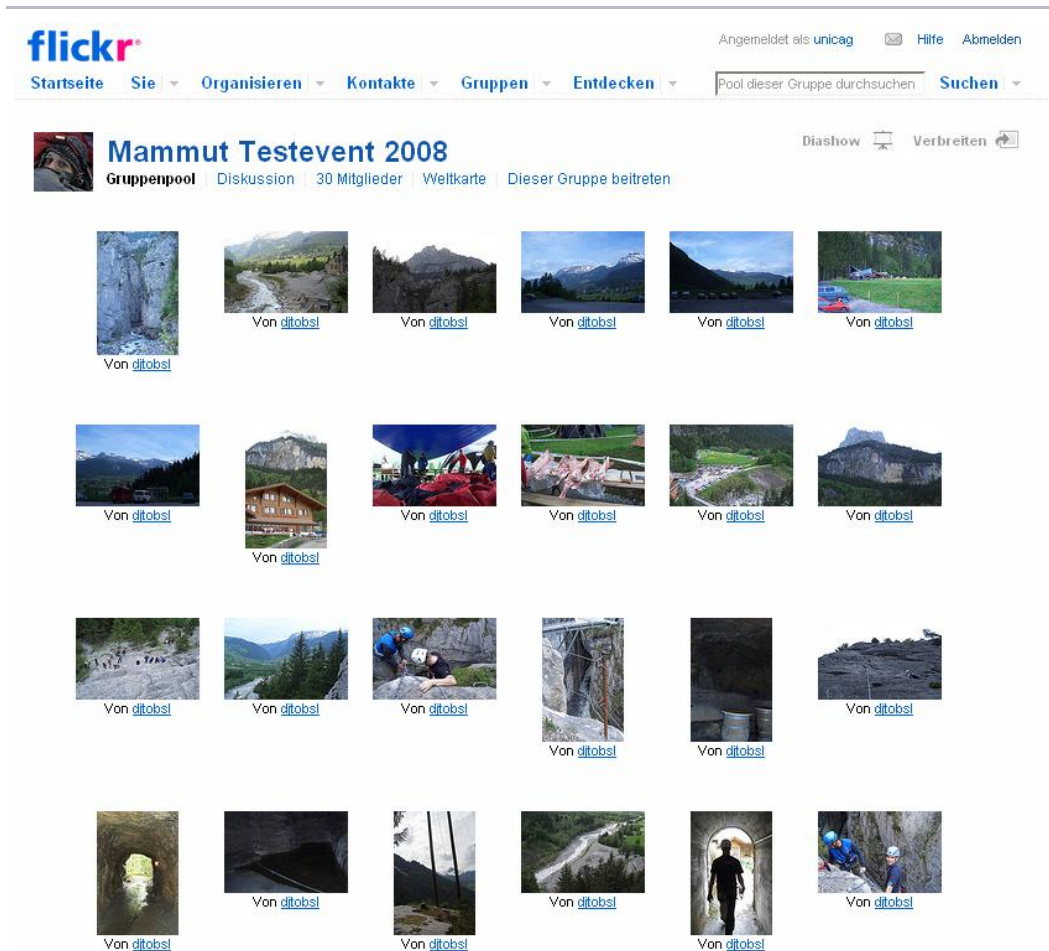 flickr
Angemeldet als unicag Hilfe Abmelden
Startseite Sie Organisieren Kontakte Gruppen Entdecken Pool dieser Gruppe durchsuchen Suchen
Mammut Testevent 2008
Diashow Verbreiten
Gruppenpool Diskussion 30 Mitglieder Weltkarte Dieser Gruppe beitreten
Von djtobsl Von djtobsl Von djtobsl Von djtobsl Von djtobsl
Von djtobsl
Von djtobsl Von djtobsl Von djtobsl Von djtobsl Von djtobsl
Von djtobsl
Von djtobsl Von djtobsl Von djtobsl Von djtobsl
Von djtobsl Von djtobsl
Von djtobsl Von djtobsl Von djtobsl
Von djtobsl Von djtobsl Von djtobsl